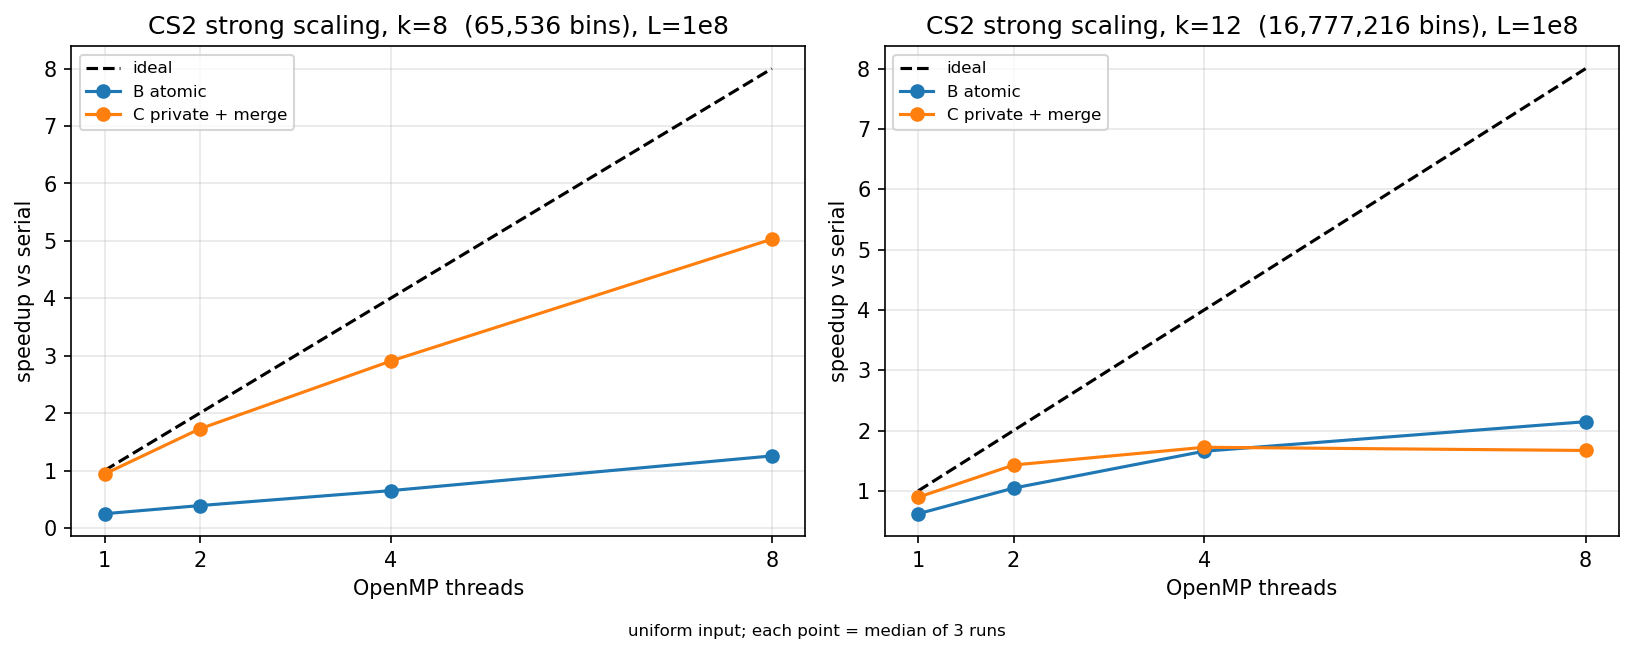 CS2 strong scaling, k=8  (65,536 bins), L=1e8
ideal
B atomic
C private + merge
speedup vs serial
8
7
6
5
4
3
2
1
0
1
2
4
8
OpenMP threads
CS2 strong scaling, k=12  (16,777,216 bins), L=1e8
ideal
B atomic
C private + merge
speedup vs serial
8
7
6
5
4
3
2
1
1
2
4
8
OpenMP threads
uniform input; each point = median of 3 runs